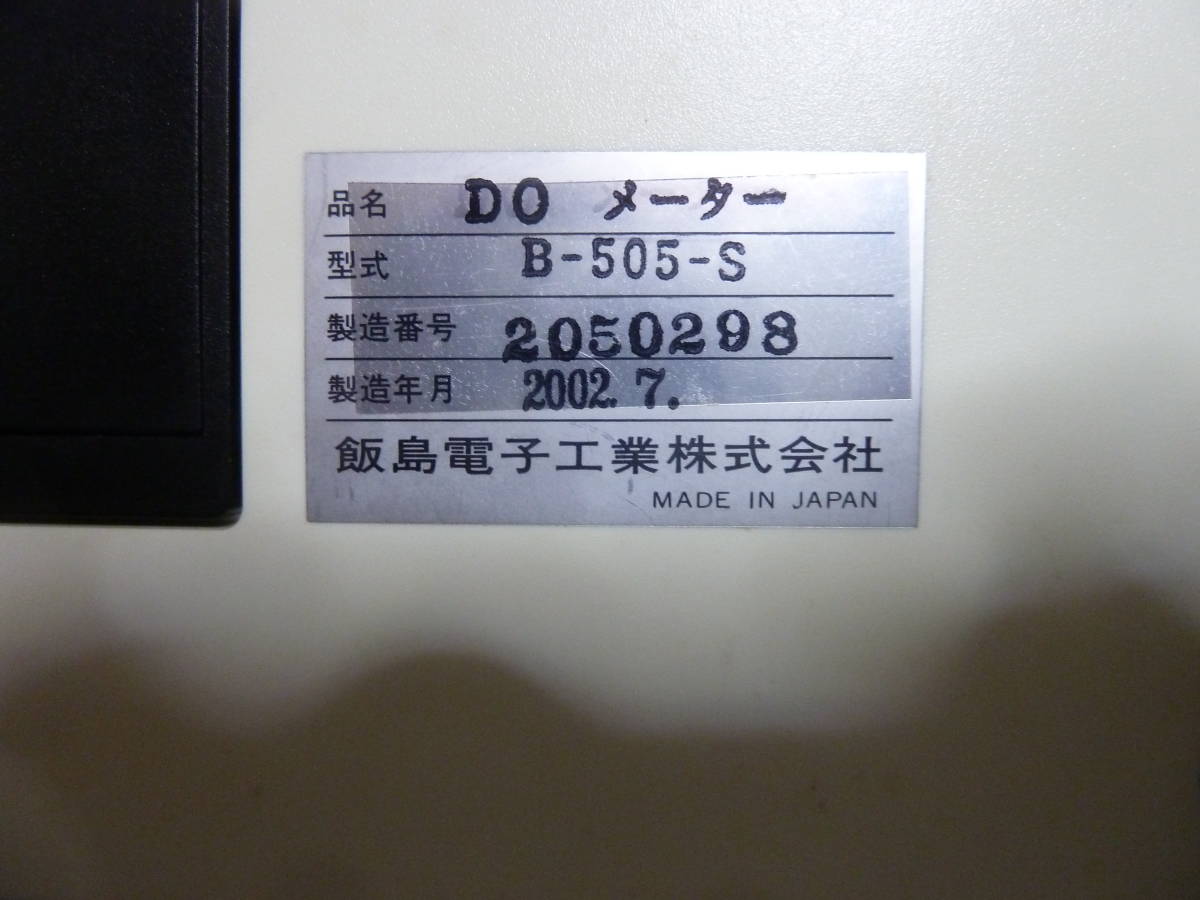 品名 DO メーター
型式 B-505-S
製造番号 2050298
製造年月 2002.7.
飯島電子工業株式会社
MADE IN JAPAN